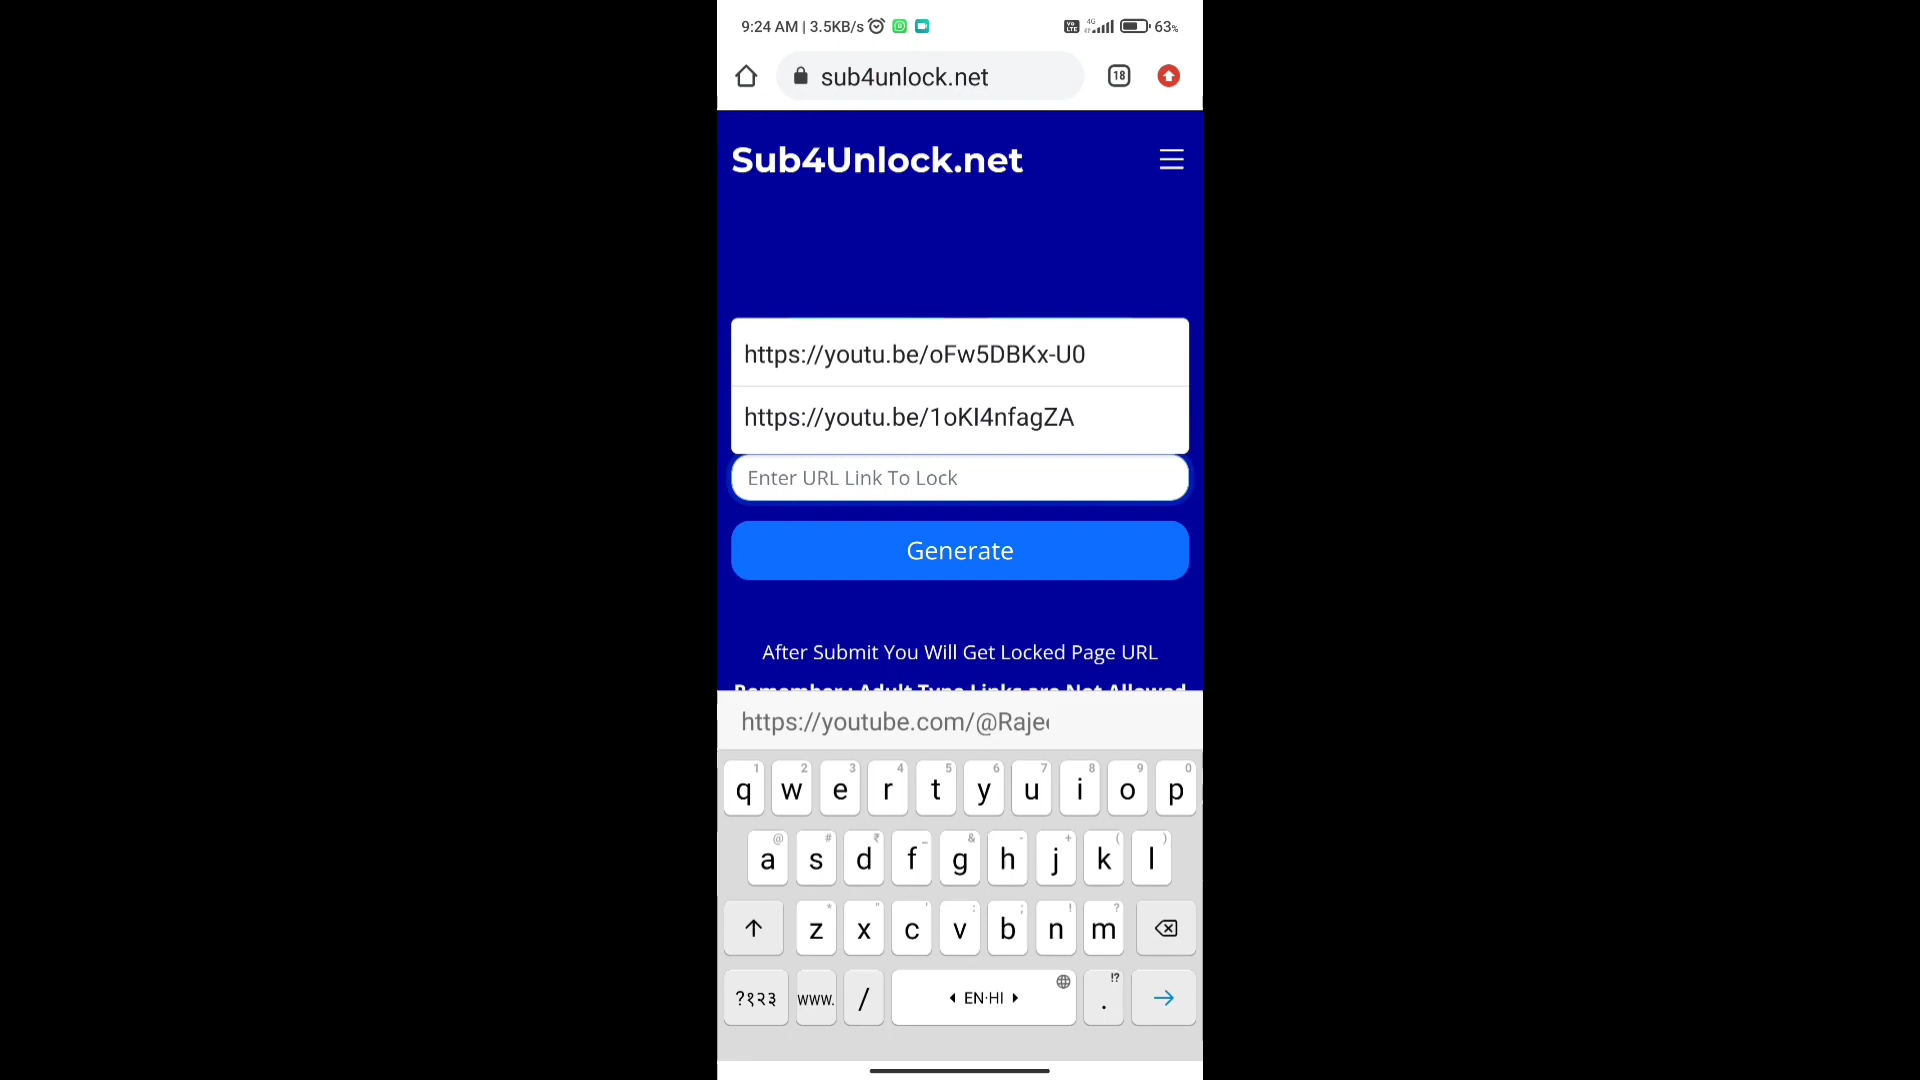 9:24 AM | 3.5KB/s
4G
63%
sub4unlock.net
18
Sub4Unlock.net
https://youtu.be/oFw5DBKx-U0
https://youtu.be/1oKI4nfagZA
Enter URL Link To Lock
Generate
After Submit You Will Get Locked Page URL
Remember : Adult Type Links are Not Allowed
https://youtube.com/@Raje
1 2 3 4 5 6 7 8 9 0
q w e r t y u i o p
@ # ₹ _ & - + ( )
a s d f g h j k l
* " ' : ; ! ?
z x c v b n m
!?
?१२३ www. / EN·HI .